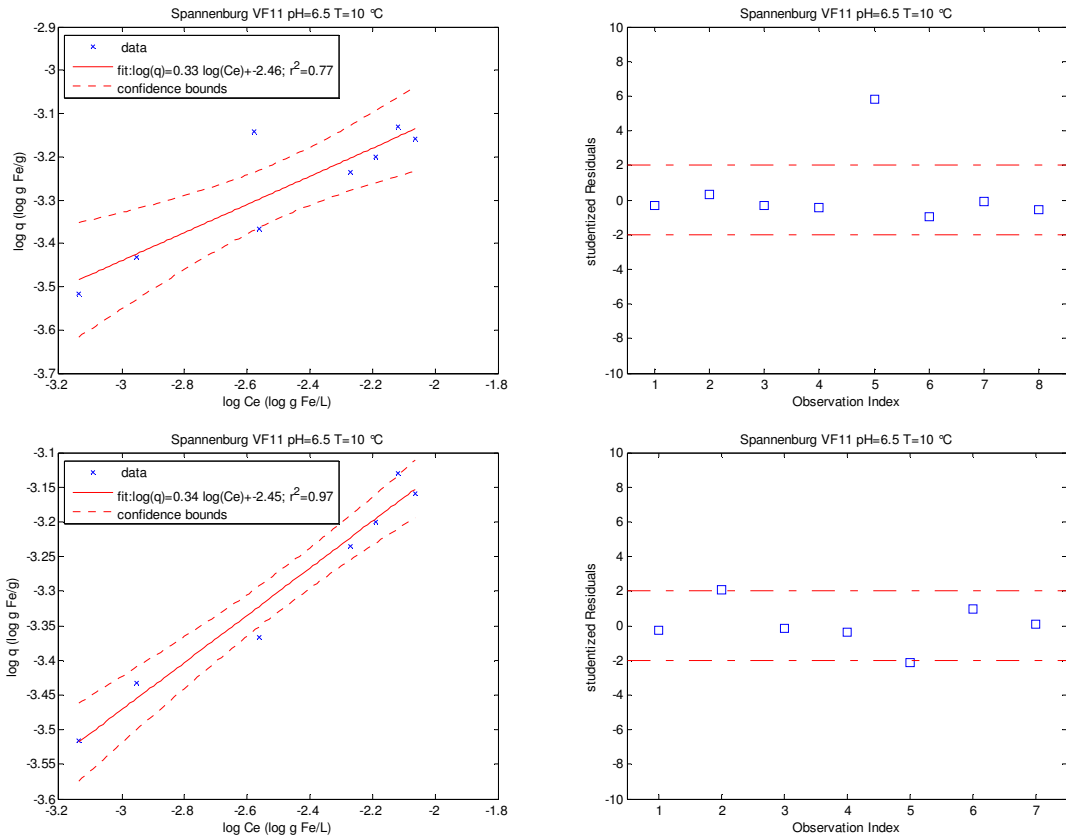 Spannenburg VF11 pH=6.5 T=10 °C
-2.9
-3
-3.1
-3.2
-3.3
-3.4
-3.5
-3.6
-3.7
log q (log g Fe/g)
data
fit:log(q)=0.33 log(Ce)+-2.46; r²=0.77
confidence bounds
-3.2 -3 -2.8 -2.6 -2.4 -2.2 -2 -1.8
log Ce (log g Fe/L)
Spannenburg VF11 pH=6.5 T=10 °C
10
8
6
4
2
0
-2
-4
-6
-8
-10
studentized Residuals
1 2 3 4 5 6 7 8
Observation Index
Spannenburg VF11 pH=6.5 T=10 °C
-3.1
-3.15
-3.2
-3.25
-3.3
-3.35
-3.4
-3.45
-3.5
-3.55
-3.6
log q (log g Fe/g)
data
fit:log(q)=0.34 log(Ce)+-2.45; r²=0.97
confidence bounds
-3.2 -3 -2.8 -2.6 -2.4 -2.2 -2 -1.8
log Ce (log g Fe/L)
Spannenburg VF11 pH=6.5 T=10 °C
10
8
6
4
2
0
-2
-4
-6
-8
-10
studentized Residuals
1 2 3 4 5 6 7
Observation Index